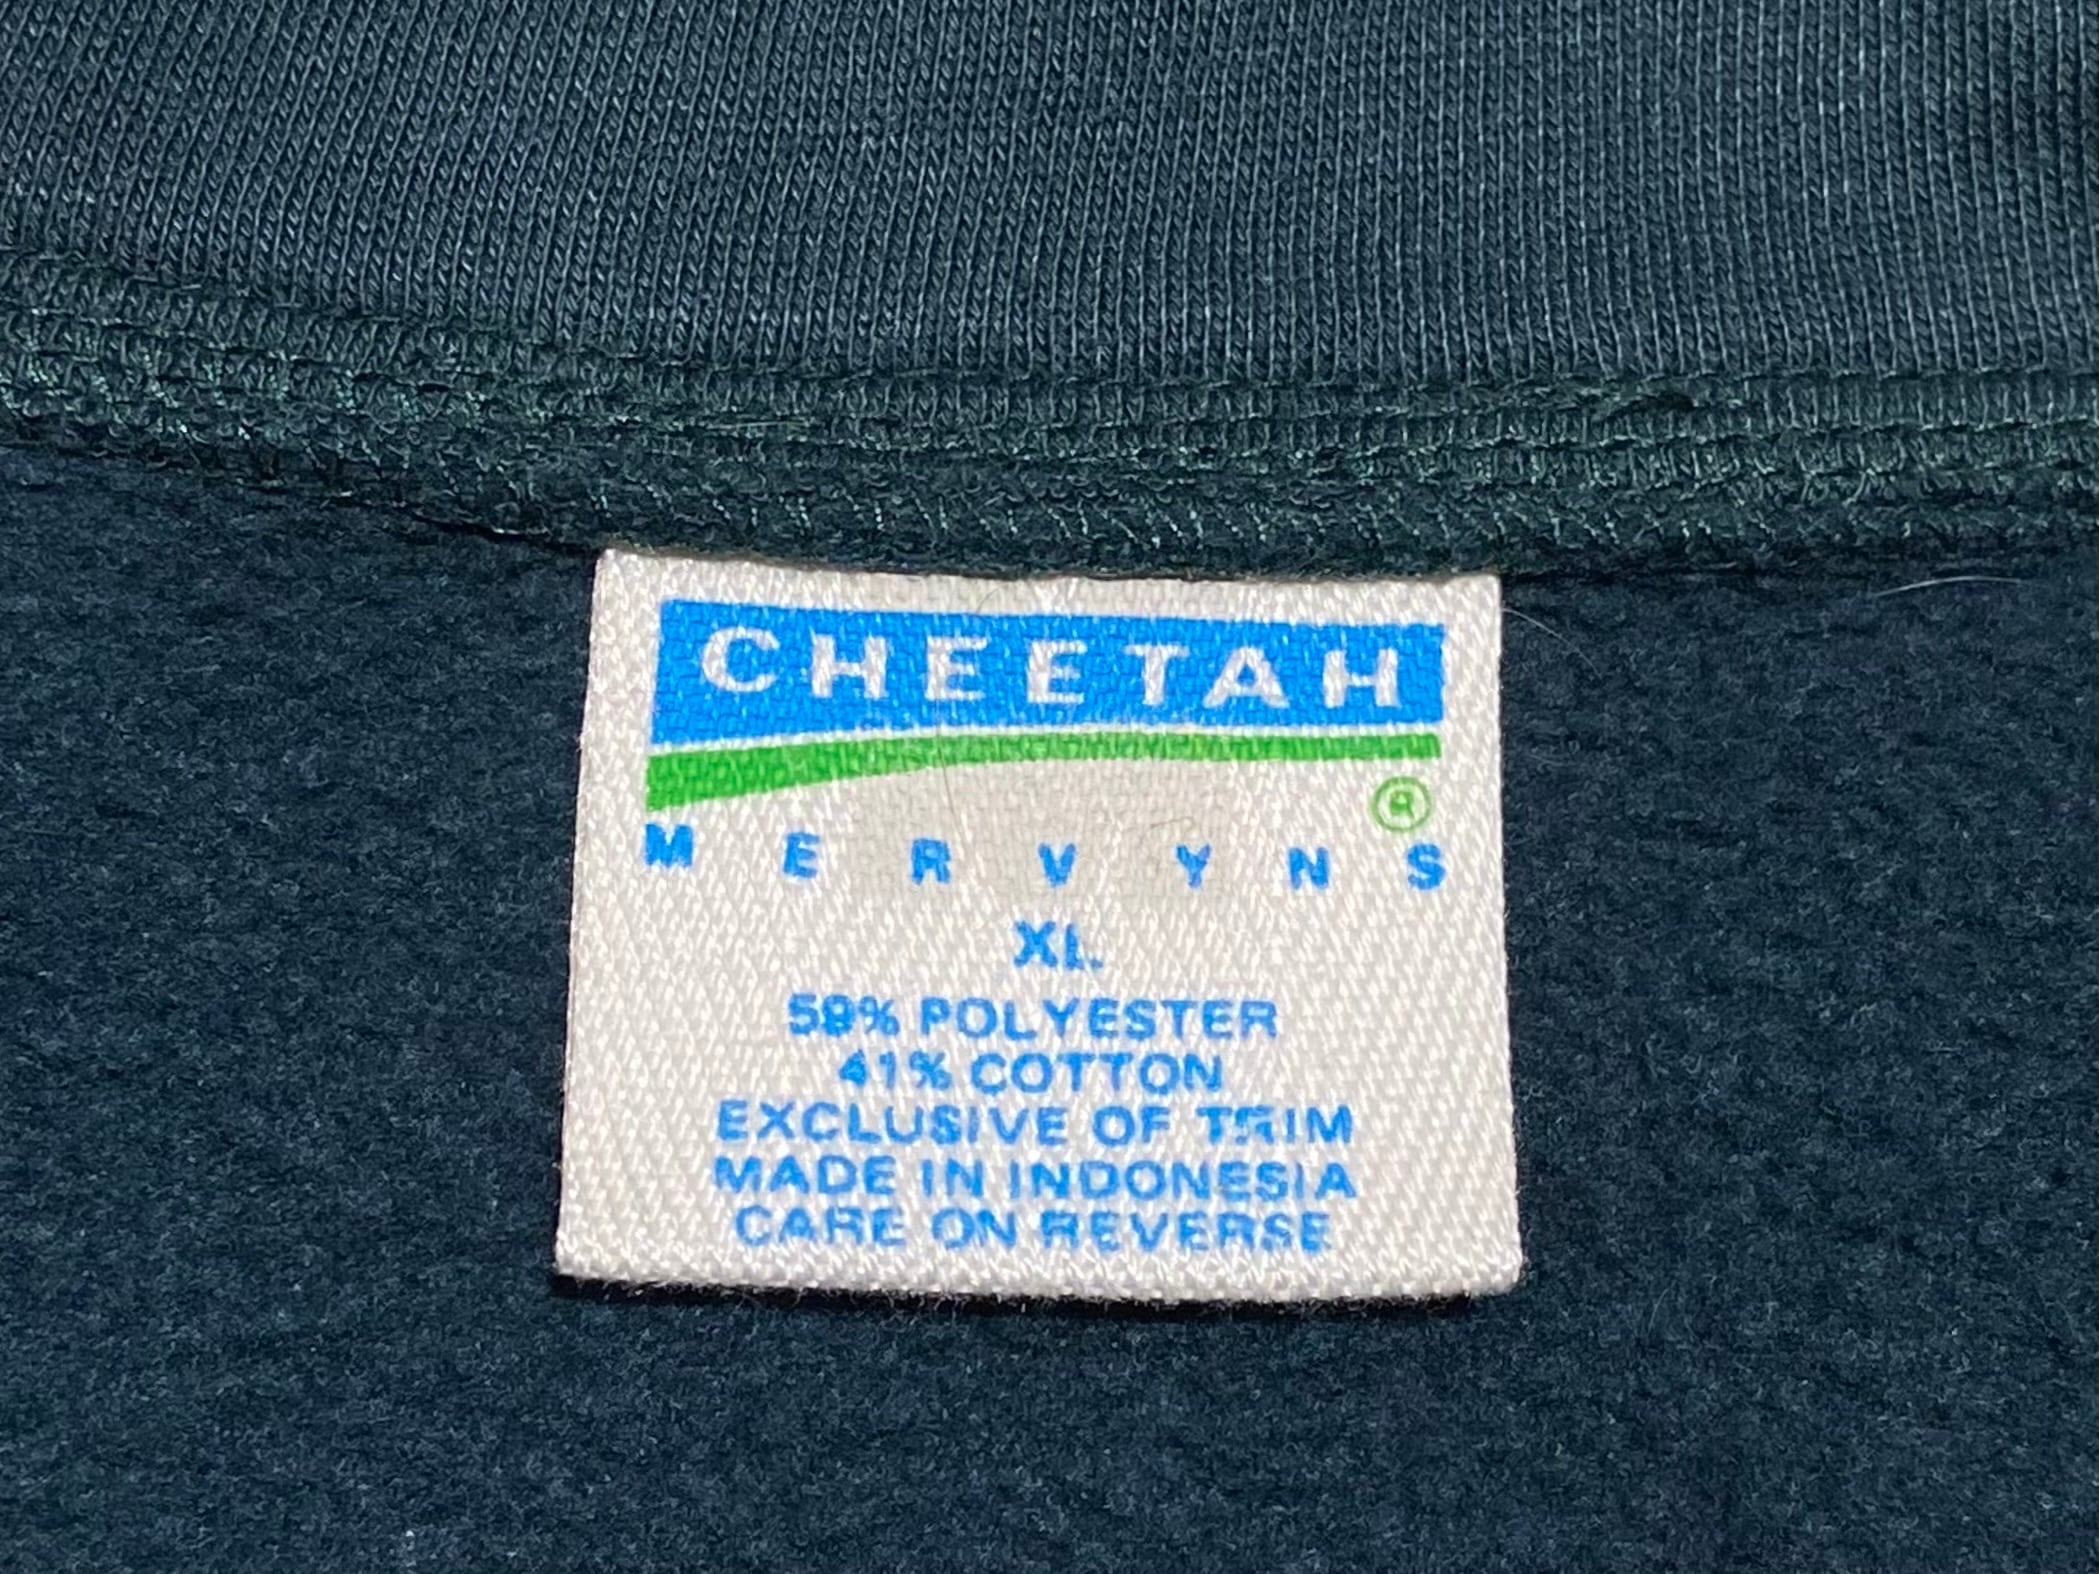 CHEETAH
®
MERVYNS
XL
59% POLYESTER
41% COTTON
EXCLUSIVE OF TRIM
MADE IN INDONESIA
CARE ON REVERSE